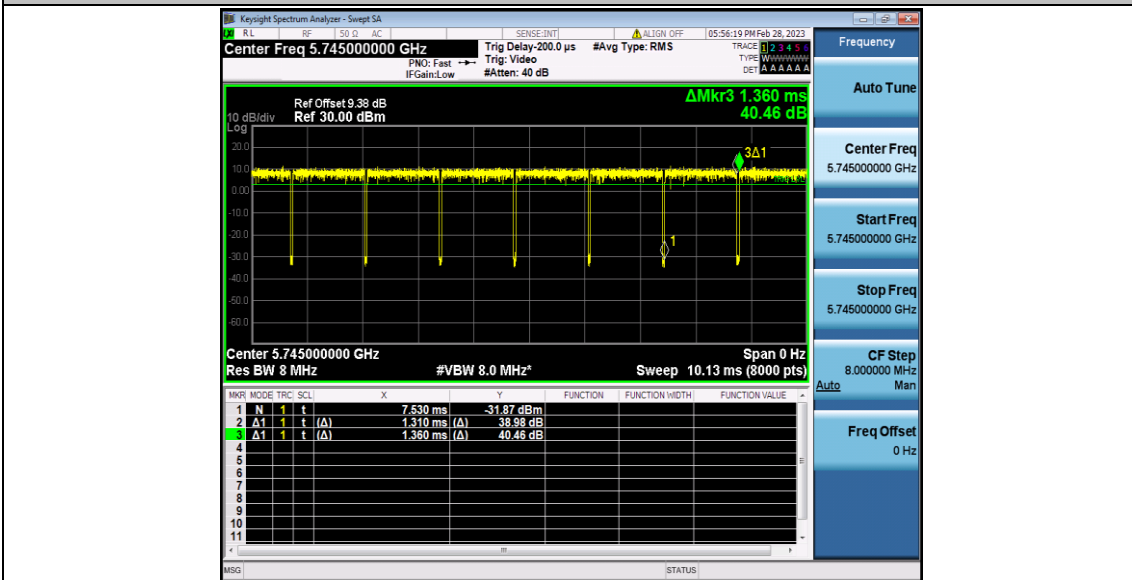 Keysight Spectrum Analyzer - Swept SA
RL RF 50 Ω AC SENSE:INT ALIGN OFF 05:56:19 PM Feb 28, 2023
Center Freq 5.745000000 GHz
PNO: Fast
IFGain:Low
Trig Delay-200.0 µs
Trig: Video
#Atten: 40 dB
#Avg Type: RMS
TRACE 1 2 3 4 5 6
TYPE WWWWWW
DET A A A A A A
Frequency
Auto Tune
Center Freq
5.745000000 GHz
Start Freq
5.745000000 GHz
Stop Freq
5.745000000 GHz
CF Step
8.000000 MHz
Auto Man
Freq Offset
0 Hz
ΔMkr3 1.360 ms
40.46 dB
Ref Offset 9.38 dB
10 dB/div Ref 30.00 dBm
Log
20.0
10.0
0.00
-10.0
-20.0
-30.0
-40.0
-50.0
-60.0
3Δ1
1
Center 5.745000000 GHz Span 0 Hz
Res BW 8 MHz #VBW 8.0 MHz* Sweep 10.13 ms (8000 pts)
MKR MODE TRC SCL X Y FUNCTION FUNCTION WIDTH FUNCTION VALUE
1 N 1 t 7.530 ms -31.87 dBm
2 Δ1 1 t (Δ) 1.310 ms (Δ) 38.98 dB
3 Δ1 1 t (Δ) 1.360 ms (Δ) 40.46 dB
4
5
6
7
8
9
10
11
MSG STATUS